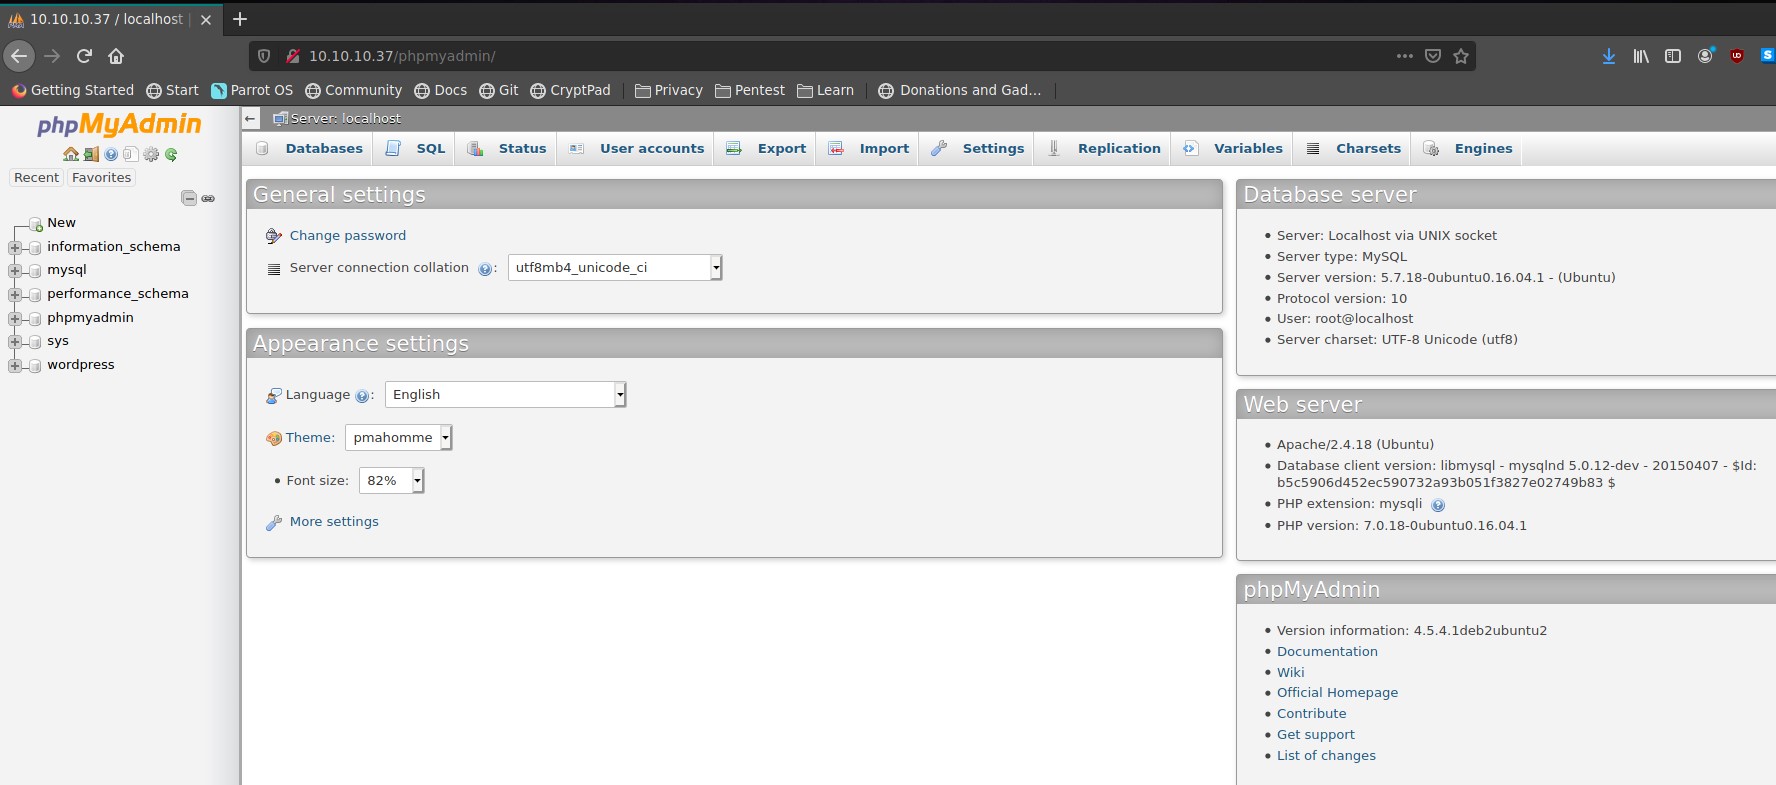 10.10.10.37 / localhost |
10.10.10.37/phpmyadmin/
Getting Started Start Parrot OS Community Docs Git CryptPad Privacy Pentest Learn Donations and Gad…
phpMyAdmin
Recent Favorites
New
information_schema
mysql
performance_schema
phpmyadmin
sys
wordpress
Server: localhost
Databases SQL Status User accounts Export Import Settings Replication Variables Charsets Engines
General settings
Change password
Server connection collation : utf8mb4_unicode_ci
Appearance settings
Language : English
Theme: pmahomme
• Font size: 82%
More settings
Database server
• Server: Localhost via UNIX socket
• Server type: MySQL
• Server version: 5.7.18-0ubuntu0.16.04.1 - (Ubuntu)
• Protocol version: 10
• User: root@localhost
• Server charset: UTF-8 Unicode (utf8)
Web server
• Apache/2.4.18 (Ubuntu)
• Database client version: libmysql - mysqlnd 5.0.12-dev - 20150407 - $Id:
b5c5906d452ec590732a93b051f3827e02749b83 $
• PHP extension: mysqli
• PHP version: 7.0.18-0ubuntu0.16.04.1
phpMyAdmin
• Version information: 4.5.4.1deb2ubuntu2
• Documentation
• Wiki
• Official Homepage
• Contribute
• Get support
• List of changes